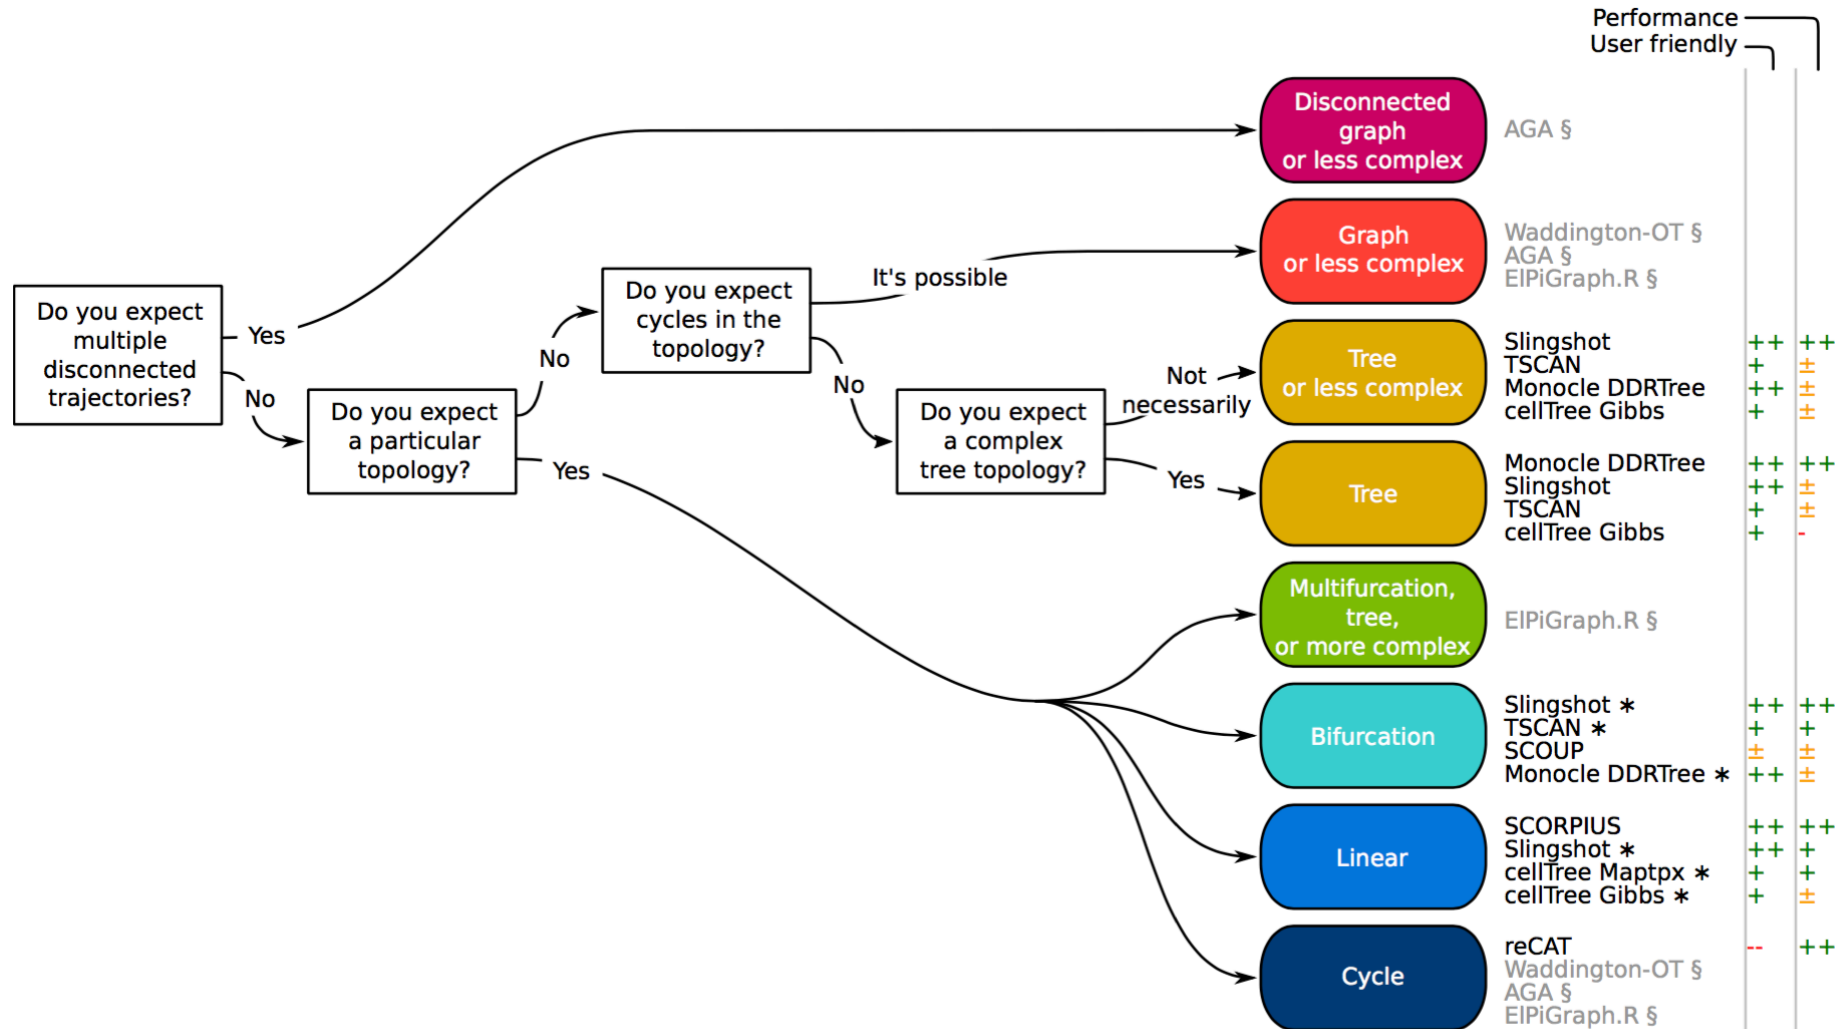 Performance
User friendly
Disconnected
graph
or less complex
AGA §
Graph
or less complex
Waddington-OT §
AGA §
ElPiGraph.R §
It's possible
Do you expect
cycles in the
topology?
Do you expect
multiple
disconnected
trajectories?
Yes
No
No
No
Do you expect
a particular
topology?
Yes
Do you expect
a complex
tree topology?
Not
necessarily
Yes
Tree
or less complex
Slingshot ++ ++
TSCAN + ±
Monocle DDRTree ++ ±
cellTree Gibbs + ±
Tree
Monocle DDRTree ++ ++
Slingshot ++ ±
TSCAN + ±
cellTree Gibbs + -
Multifurcation,
tree,
or more complex
ElPiGraph.R §
Bifurcation
Slingshot ∗ ++ ++
TSCAN ∗ + +
SCOUP ± ±
Monocle DDRTree ∗ ++ ±
Linear
SCORPIUS ++ ++
Slingshot ∗ ++ +
cellTree Maptpx ∗ + +
cellTree Gibbs ∗ + ±
Cycle
reCAT -- ++
Waddington-OT §
AGA §
ElPiGraph.R §